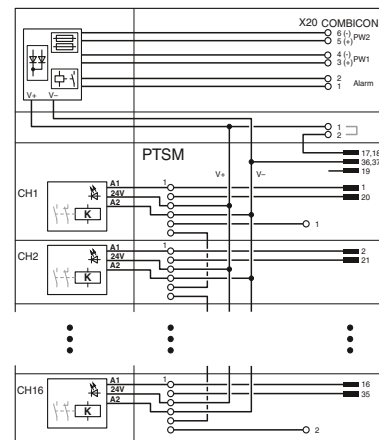 X20 COMBICON
6 (-)
5 (+) PW2
4 (-)
3 (+) PW1
2
1 Alarm
V+ V–
1
2
PTSM
17,18
36,37
19
V+ V–
CH1
A1
24V
A2
K
1
1
20
1
CH2
A1
24V
A2
K
1
2
21
CH16
A1
24V
A2
K
1
16
35
2